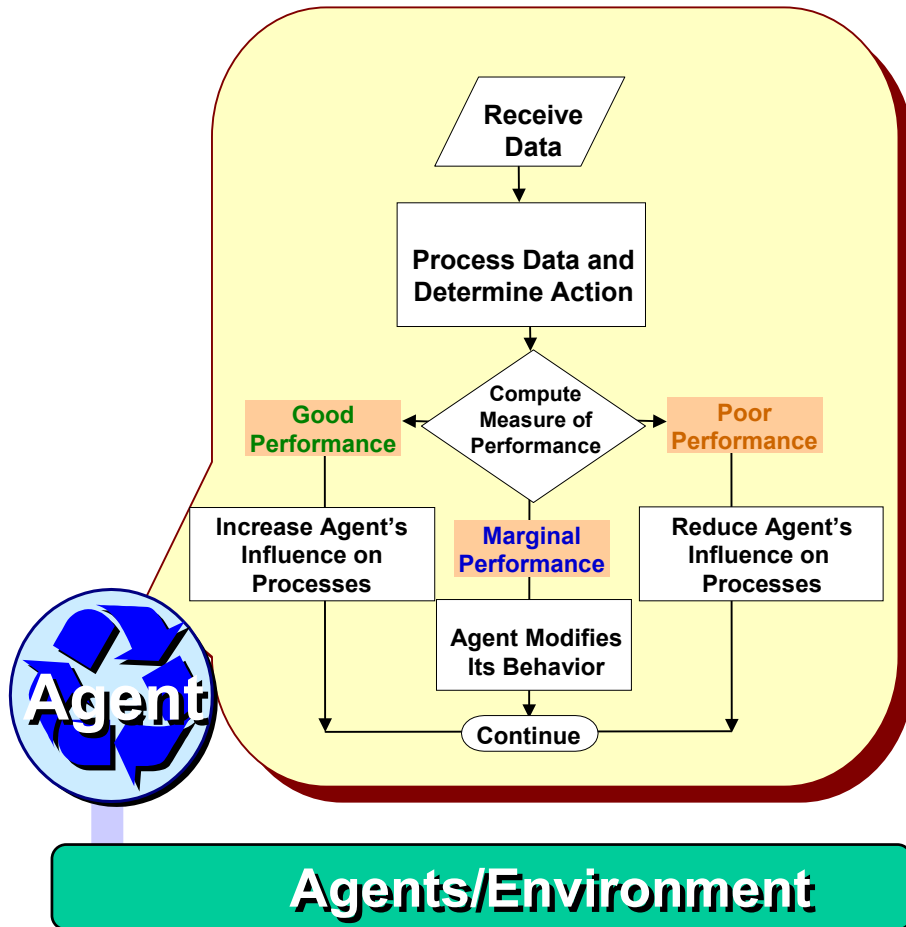 Receive
Data
Process Data and
Determine Action
Compute
Measure of
Performance
Good
Performance
Poor
Performance
Marginal
Performance
Increase Agent's
Influence on
Processes
Reduce Agent's
Influence on
Processes
Agent Modifies
Its Behavior
Continue
Agent
Agents/Environment